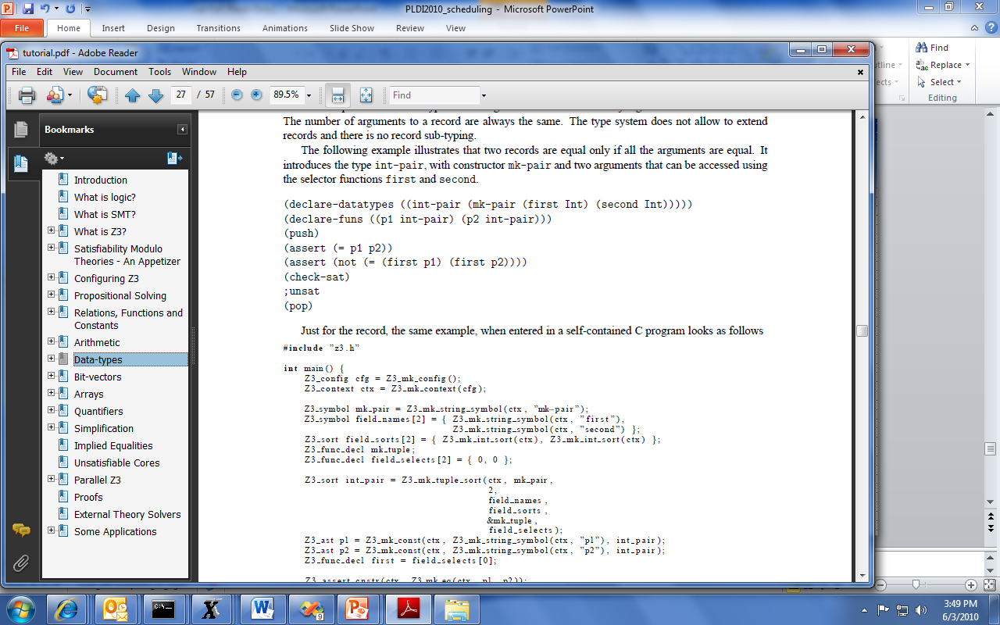 PLDI2010_scheduling - Microsoft PowerPoint
File Home Insert Design Transitions Animations Slide Show Review View
Find
Replace
Select
Editing
tutorial.pdf - Adobe Reader
File Edit View Document Tools Window Help
27 / 57 89.5% Find
Bookmarks
Introduction
What is logic?
What is SMT?
What is Z3?
Satisfiability Modulo
Theories - An Appetizer
Configuring Z3
Propositional Solving
Relations, Functions and
Constants
Arithmetic
Data-types
Bit-vectors
Arrays
Quantifiers
Simplification
Implied Equalities
Unsatisfiable Cores
Parallel Z3
Proofs
External Theory Solvers
Some Applications
The number of arguments to a record are always the same. The type system does not allow to extend
records and there is no record sub-typing.
The following example illustrates that two records are equal only if all the arguments are equal. It
introduces the type int-pair, with constructor mk-pair and two arguments that can be accessed using
the selector functions first and second.
(declare-datatypes ((int-pair (mk-pair (first Int) (second Int)))))
(declare-funs ((p1 int-pair) (p2 int-pair)))
(push)
(assert (= p1 p2))
(assert (not (= (first p1) (first p2))))
(check-sat)
;unsat
(pop)
Just for the record, the same example, when entered in a self-contained C program looks as follows
#include "z3.h"
int main() {
Z3_config cfg = Z3_mk_config();
Z3_context ctx = Z3_mk_context(cfg);
Z3_symbol mk_pair = Z3_mk_string_symbol(ctx, "mk-pair");
Z3_symbol field_names[2] = { Z3_mk_string_symbol(ctx, "first"),
Z3_mk_string_symbol(ctx, "second") };
Z3_sort field_sorts[2] = { Z3_mk_int_sort(ctx), Z3_mk_int_sort(ctx) };
Z3_func_decl mk_tuple;
Z3_func_decl field_selects[2] = { 0, 0 };
Z3_sort int_pair = Z3_mk_tuple_sort(ctx, mk_pair,
2,
field_names,
field_sorts,
&mk_tuple,
field_selects);
Z3_ast p1 = Z3_mk_const(ctx, Z3_mk_string_symbol(ctx, "p1"), int_pair);
Z3_ast p2 = Z3_mk_const(ctx, Z3_mk_string_symbol(ctx, "p2"), int_pair);
Z3_func_decl first = field_selects[0];
Z3_assert_cnstr(ctx, Z3_mk_eq(ctx, p1, p2));
3:49 PM
6/3/2010